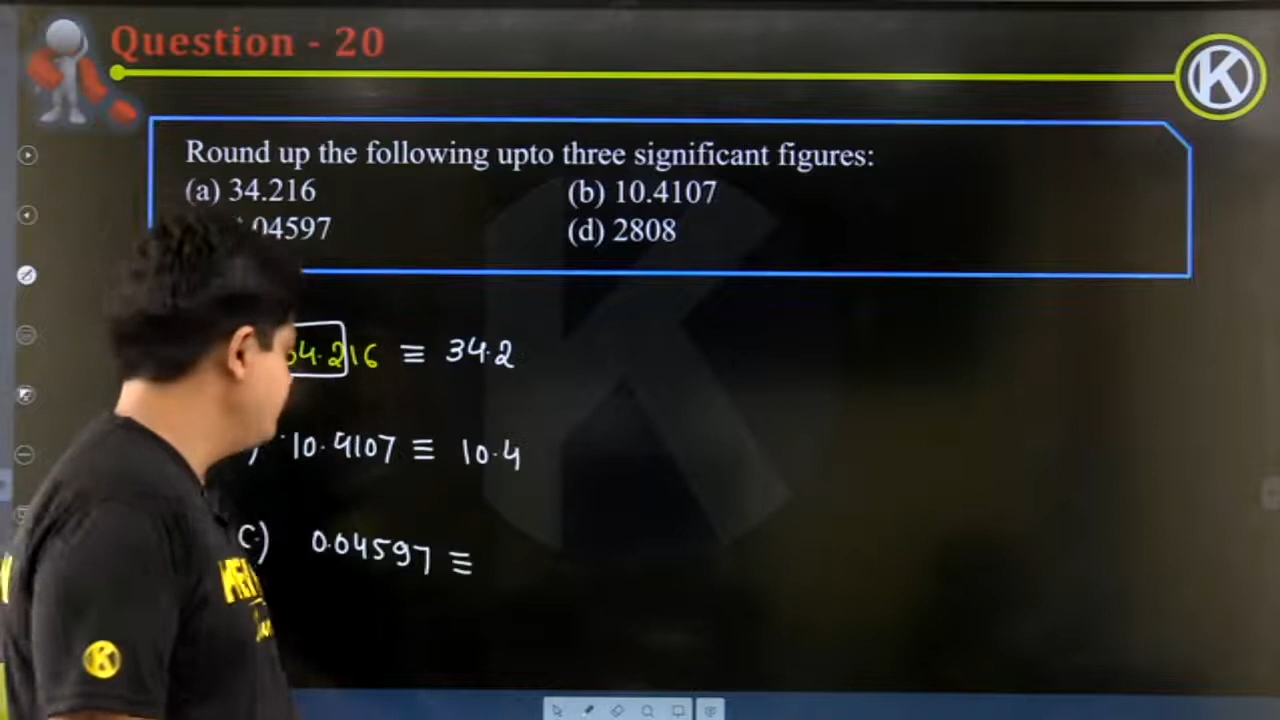 Question - 20
K
Round up the following upto three significant figures:
(a) 34.216 (b) 10.4107
04597 (d) 2808
34.216 ≡ 34.2
) 10.4107 ≡ 10.4
C.) 0.04597 ≡
K